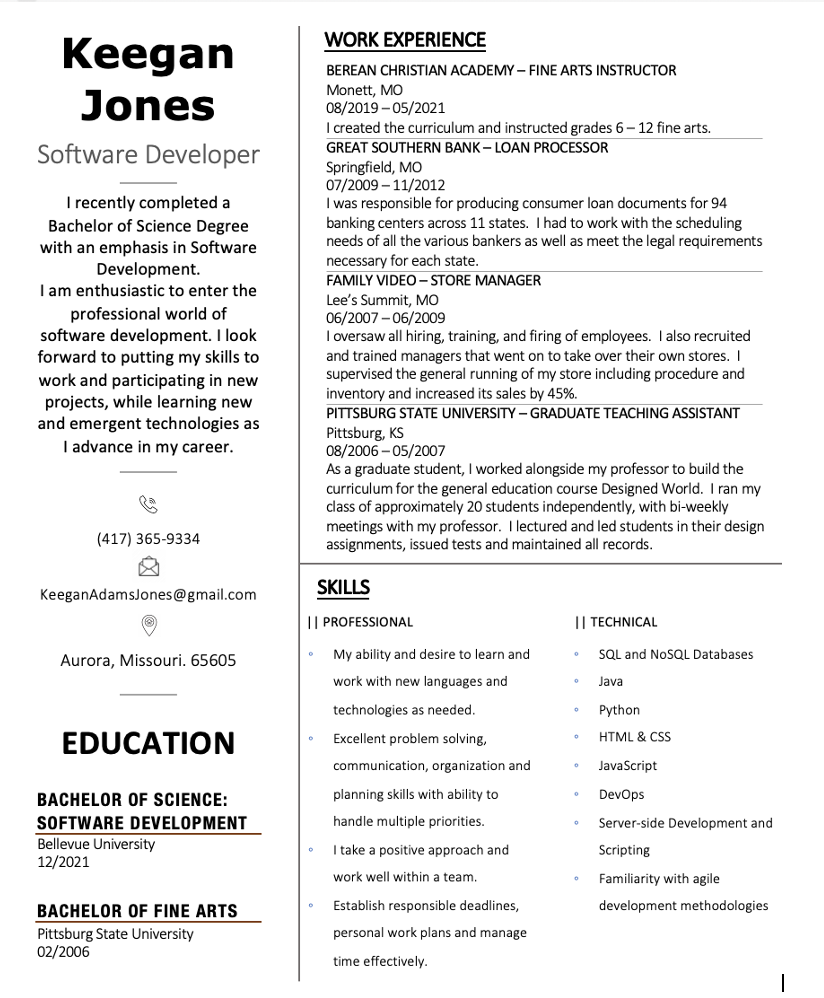 Keegan
Jones
Software Developer
I recently completed a
Bachelor of Science Degree
with an emphasis in Software
Development.
I am enthusiastic to enter the
professional world of
software development. I look
forward to putting my skills to
work and participating in new
projects, while learning new
and emergent technologies as
I advance in my career.
(417) 365-9334
KeeganAdamsJones@gmail.com
Aurora, Missouri. 65605
EDUCATION
BACHELOR OF SCIENCE:
SOFTWARE DEVELOPMENT
Bellevue University
12/2021
BACHELOR OF FINE ARTS
Pittsburg State University
02/2006
WORK EXPERIENCE
BEREAN CHRISTIAN ACADEMY – FINE ARTS INSTRUCTOR
Monett, MO
08/2019 – 05/2021
I created the curriculum and instructed grades 6 – 12 fine arts.
GREAT SOUTHERN BANK – LOAN PROCESSOR
Springfield, MO
07/2009 – 11/2012
I was responsible for producing consumer loan documents for 94
banking centers across 11 states.  I had to work with the scheduling
needs of all the various bankers as well as meet the legal requirements
necessary for each state.
FAMILY VIDEO – STORE MANAGER
Lee's Summit, MO
06/2007 – 06/2009
I oversaw all hiring, training, and firing of employees.  I also recruited
and trained managers that went on to take over their own stores.  I
supervised the general running of my store including procedure and
inventory and increased its sales by 45%.
PITTSBURG STATE UNIVERSITY – GRADUATE TEACHING ASSISTANT
Pittsburg, KS
08/2006 – 05/2007
As a graduate student, I worked alongside my professor to build the
curriculum for the general education course Designed World.  I ran my
class of approximately 20 students independently, with bi-weekly
meetings with my professor.  I lectured and led students in their design
assignments, issued tests and maintained all records.
SKILLS
|| PROFESSIONAL
My ability and desire to learn and
work with new languages and
technologies as needed.
Excellent problem solving,
communication, organization and
planning skills with ability to
handle multiple priorities.
I take a positive approach and
work well within a team.
Establish responsible deadlines,
personal work plans and manage
time effectively.
|| TECHNICAL
SQL and NoSQL Databases
Java
Python
HTML & CSS
JavaScript
DevOps
Server-side Development and
Scripting
Familiarity with agile
development methodologies